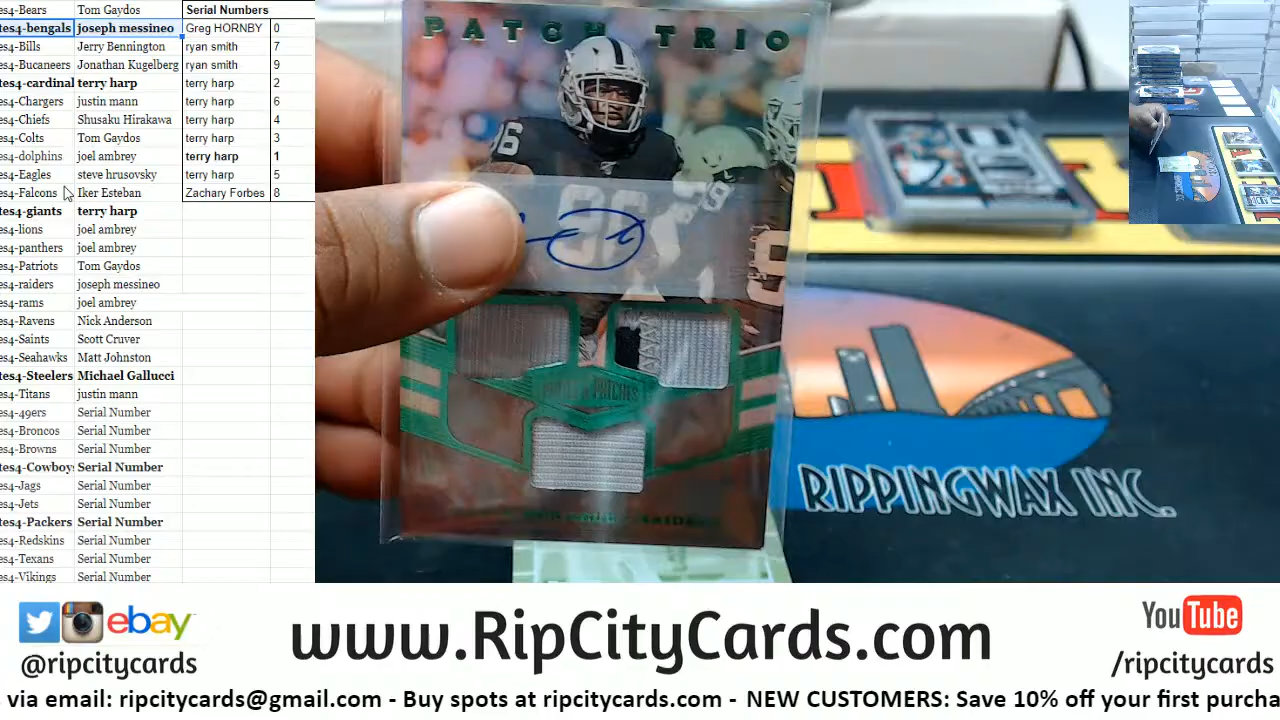 es4-Bears Tom Gaydos Serial Numbers
tes4-bengals joseph messineo Greg HORNBY 0
es4-Bills Jerry Bennington ryan smith 7
es4-Bucaneers Jonathan Kugelberg ryan smith 9
tes4-cardinal terry harp terry harp 2
es4-Chargers justin mann terry harp 6
es4-Chiefs Shusaku Hirakawa terry harp 4
es4-Colts Tom Gaydos terry harp 3
es4-dolphins joel ambrey terry harp 1
es4-Eagles steve hrusovsky terry harp 5
es4-Falcons Iker Esteban Zachary Forbes 8
tes4-giants terry harp
es4-lions joel ambrey
es4-panthers joel ambrey
es4-Patriots Tom Gaydos
es4-raiders joseph messineo
es4-rams joel ambrey
es4-Ravens Nick Anderson
es4-Saints Scott Cruver
es4-Seahawks Matt Johnston
tes4-Steelers Michael Gallucci
es4-Titans justin mann
es4-49ers Serial Number
es4-Broncos Serial Number
es4-Browns Serial Number
tes4-Cowboys Serial Number
es4-Jags Serial Number
es4-Jets Serial Number
tes4-Packers Serial Number
es4-Redskins Serial Number
es4-Texans Serial Number
es4-Vikings Serial Number
PATCH TRIO
PLATES & PATCHES
RIPPINGWAX INC.
ebay
@ripcitycards
www.RipCityCards.com
YouTube
/ripcitycards
s via email: ripcitycards@gmail.com - Buy spots at ripcitycards.com - NEW CUSTOMERS: Save 10% off your first purcha